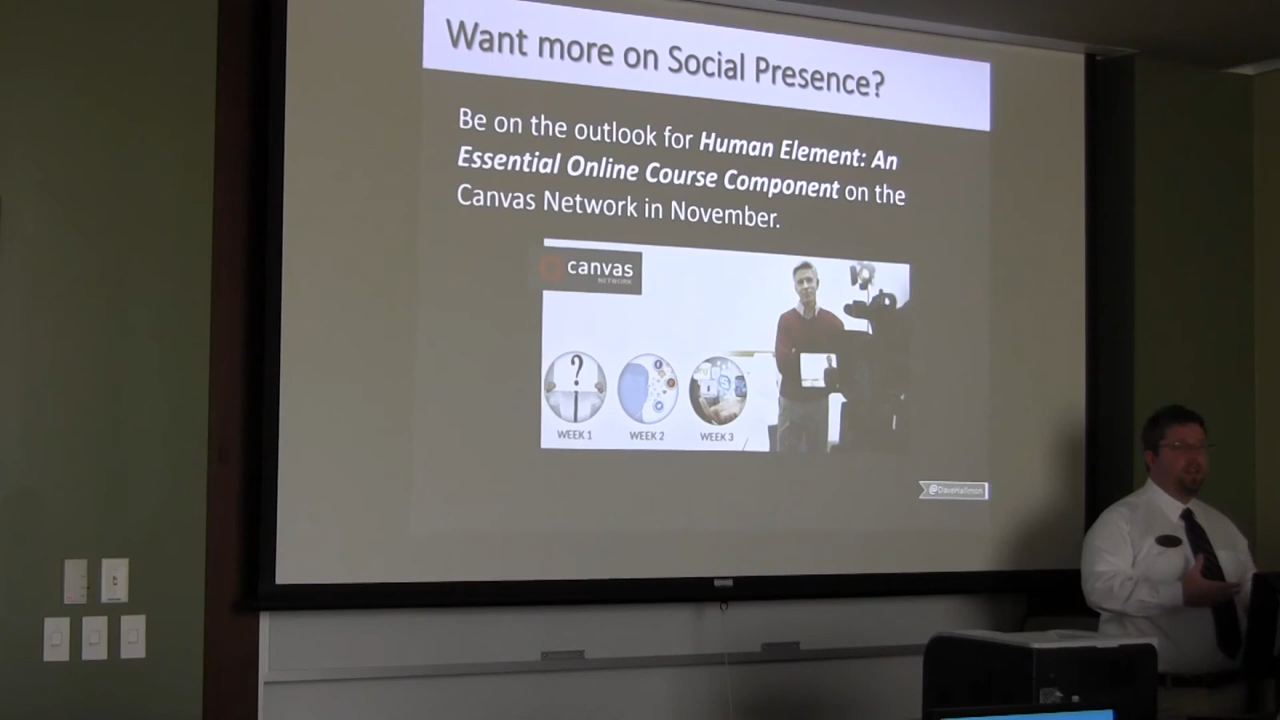 Want more on Social Presence?
Be on the outlook for Human Element: An
Essential Online Course Component on the
Canvas Network in November.
canvas
NETWORK
WEEK 1
WEEK 2
WEEK 3
@DaveHallmon